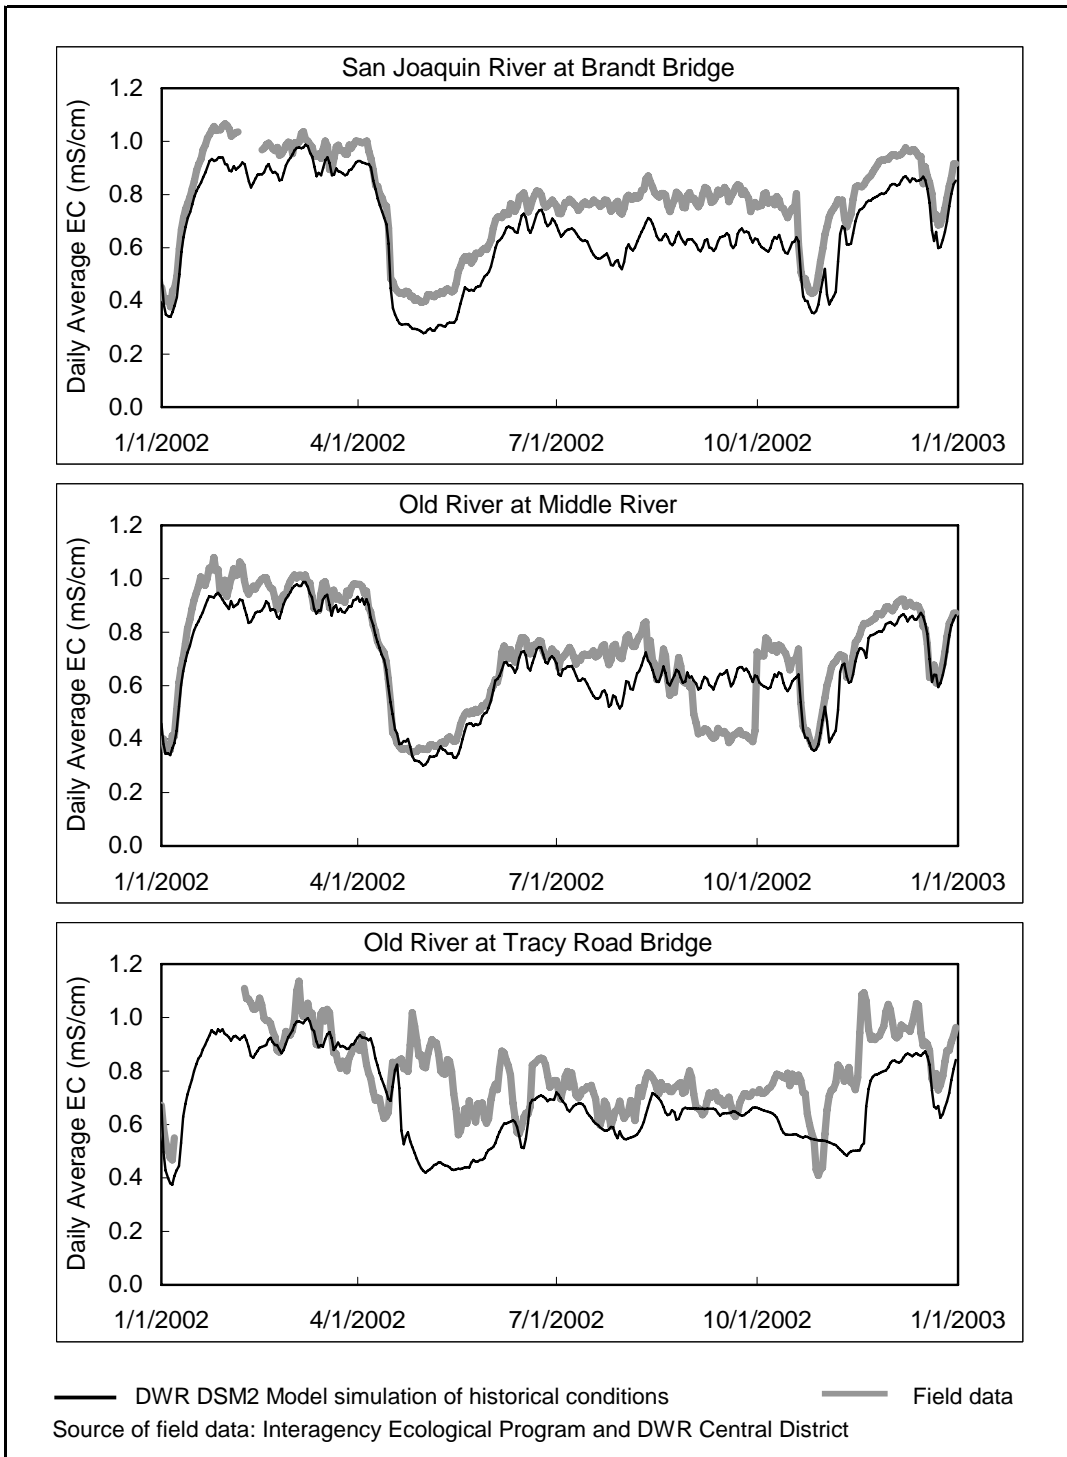 San Joaquin River at Brandt Bridge
Daily Average EC (mS/cm)
1.2
1.0
0.8
0.6
0.4
0.2
0.0
1/1/2002 4/1/2002 7/1/2002 10/1/2002 1/1/2003
Old River at Middle River
Daily Average EC (mS/cm)
1.2
1.0
0.8
0.6
0.4
0.2
0.0
1/1/2002 4/1/2002 7/1/2002 10/1/2002 1/1/2003
Old River at Tracy Road Bridge
Daily Average EC (mS/cm)
1.2
1.0
0.8
0.6
0.4
0.2
0.0
1/1/2002 4/1/2002 7/1/2002 10/1/2002 1/1/2003
DWR DSM2 Model simulation of historical conditions Field data
Source of field data: Interagency Ecological Program and DWR Central District